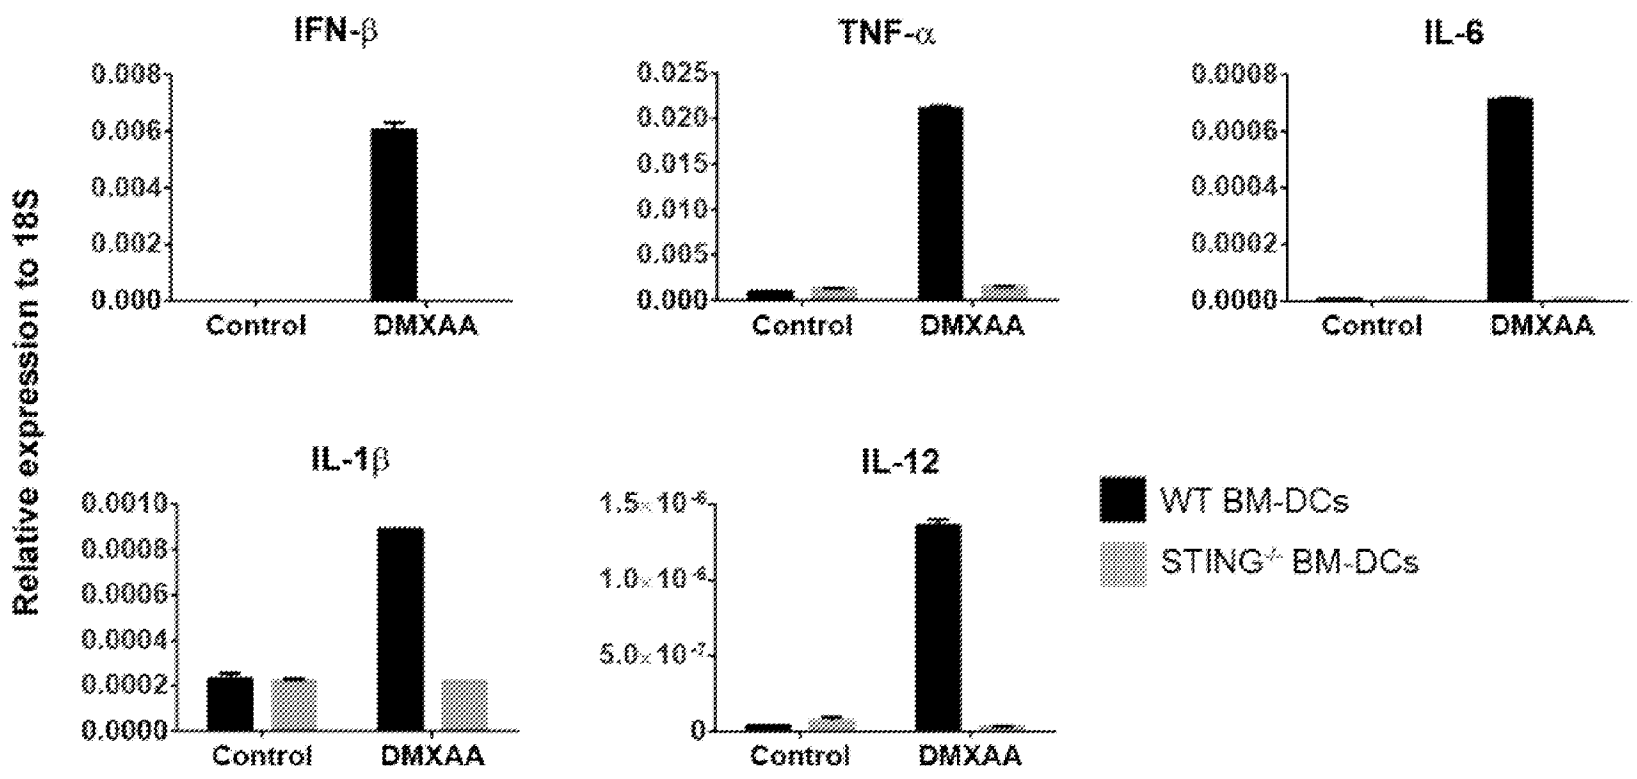 Relative expression to 18S
IFN-β
0.008
0.006
0.004
0.002
0.000
Control DMXAA
TNF-α
0.025
0.020
0.015
0.010
0.005
0.000
Control DMXAA
IL-6
0.0008
0.0006
0.0004
0.0002
0.0000
Control DMXAA
IL-1β
0.0010
0.0008
0.0006
0.0004
0.0002
0.0000
Control DMXAA
IL-12
1.5×10⁻⁶
1.0×10⁻⁶
5.0×10⁻⁷
0
Control DMXAA
WT BM-DCs
STING⁻/⁻ BM-DCs